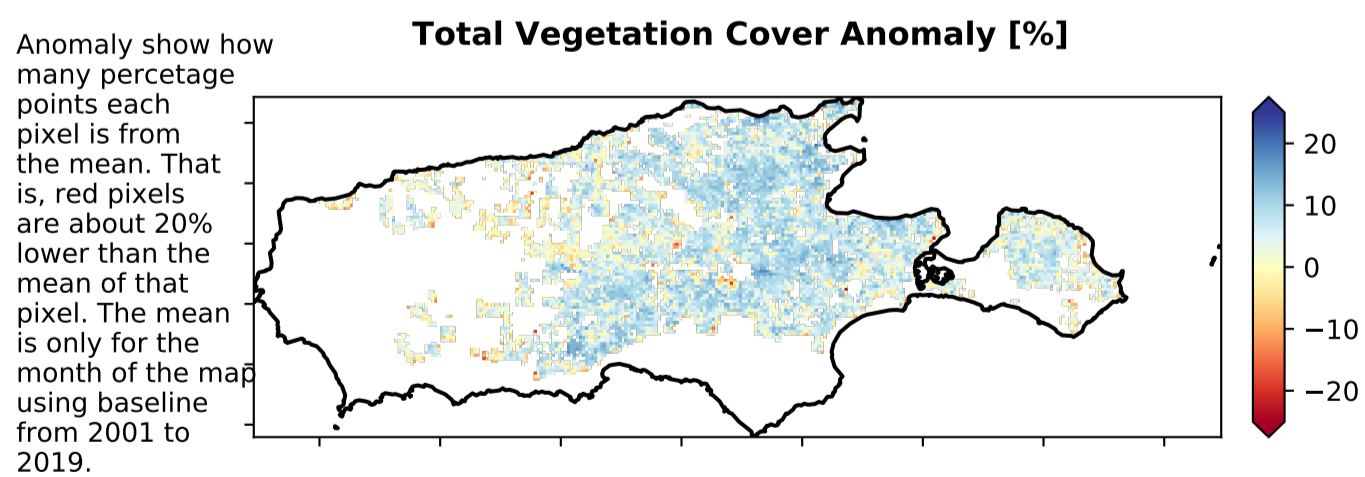 Total Vegetation Cover Anomaly [%]
Anomaly show how
many percetage
points each
pixel is from
the mean. That
is, red pixels
are about 20%
lower than the
mean of that
pixel. The mean
is only for the
month of the map
using baseline
from 2001 to
2019.
20
10
0
−10
−20